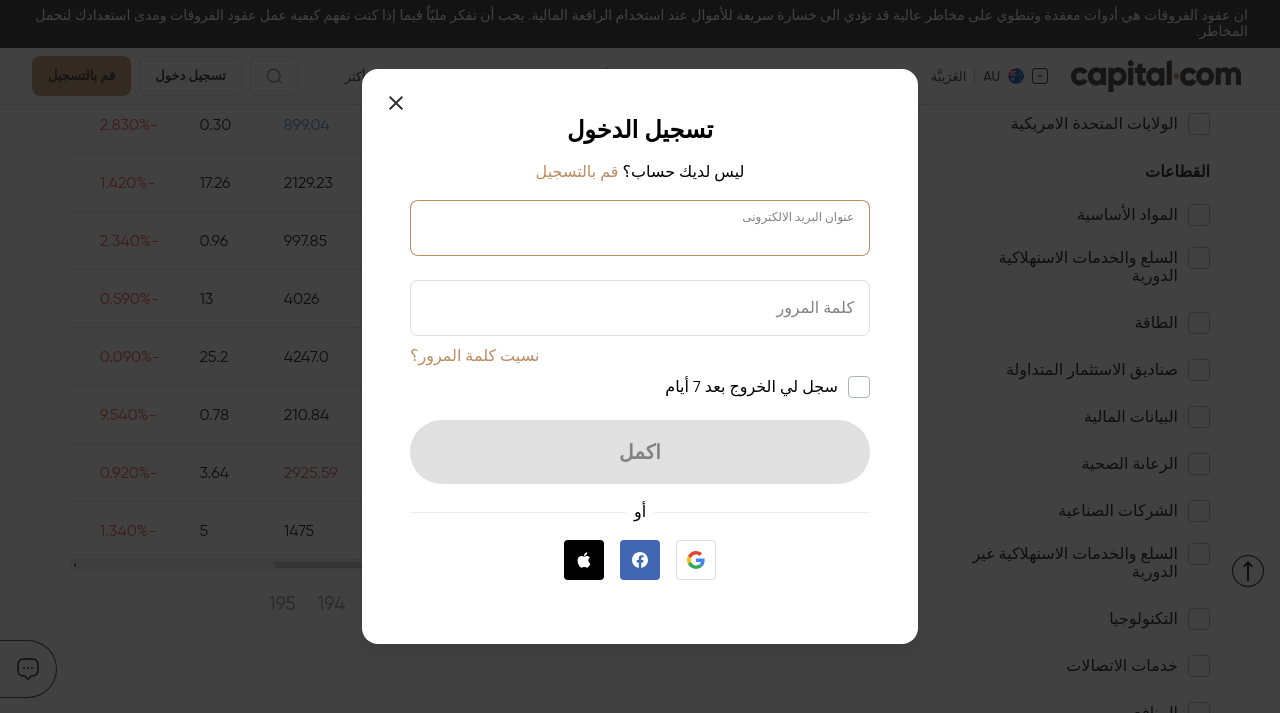 ان عقود الفروقات هي أدوات معقدة وتنطوي على مخاطر عالية قد تؤدي الى خسارة سريعة للأموال عند استخدام الرافعة المالية. يجب أن تفكر مليّاً فيما إذا كنت تفهم كيفية عمل عقود الفروقات ومدى استعدادك لتحمل
المخاطر.
capital.com
AU
العَرَبِيَّة
أكثر
تسجيل دخول
قم بالتسجيل
الولايات المتحدة الامريكية
القطاعات
المواد الأساسية
السلع والخدمات الاستهلاكية
الدورية
الطاقة
صناديق الاستثمار المتداولة
البيانات المالية
الرعاىة الصحية
الشركات الصناعية
السلع والخدمات الاستهلاكية غير
الدورية
التكنولوجيا
خدمات الاتصالات
تسجيل الدخول
ليس لديك حساب؟ قم بالتسجيل
عنوان البريد الالكترونى
كلمة المرور
نسيت كلمة المرور؟
سجل لي الخروج بعد 7 أيام
اكمل
أو
899.04 0.30 -2.830%
2129.23 17.26 -1.420%
997.85 0.96 -2.340%
4026 13 -0.590%
4247.0 25.2 -0.090%
210.84 0.78 -9.540%
2925.59 3.64 -0.920%
1475 5 -1.340%
194 195